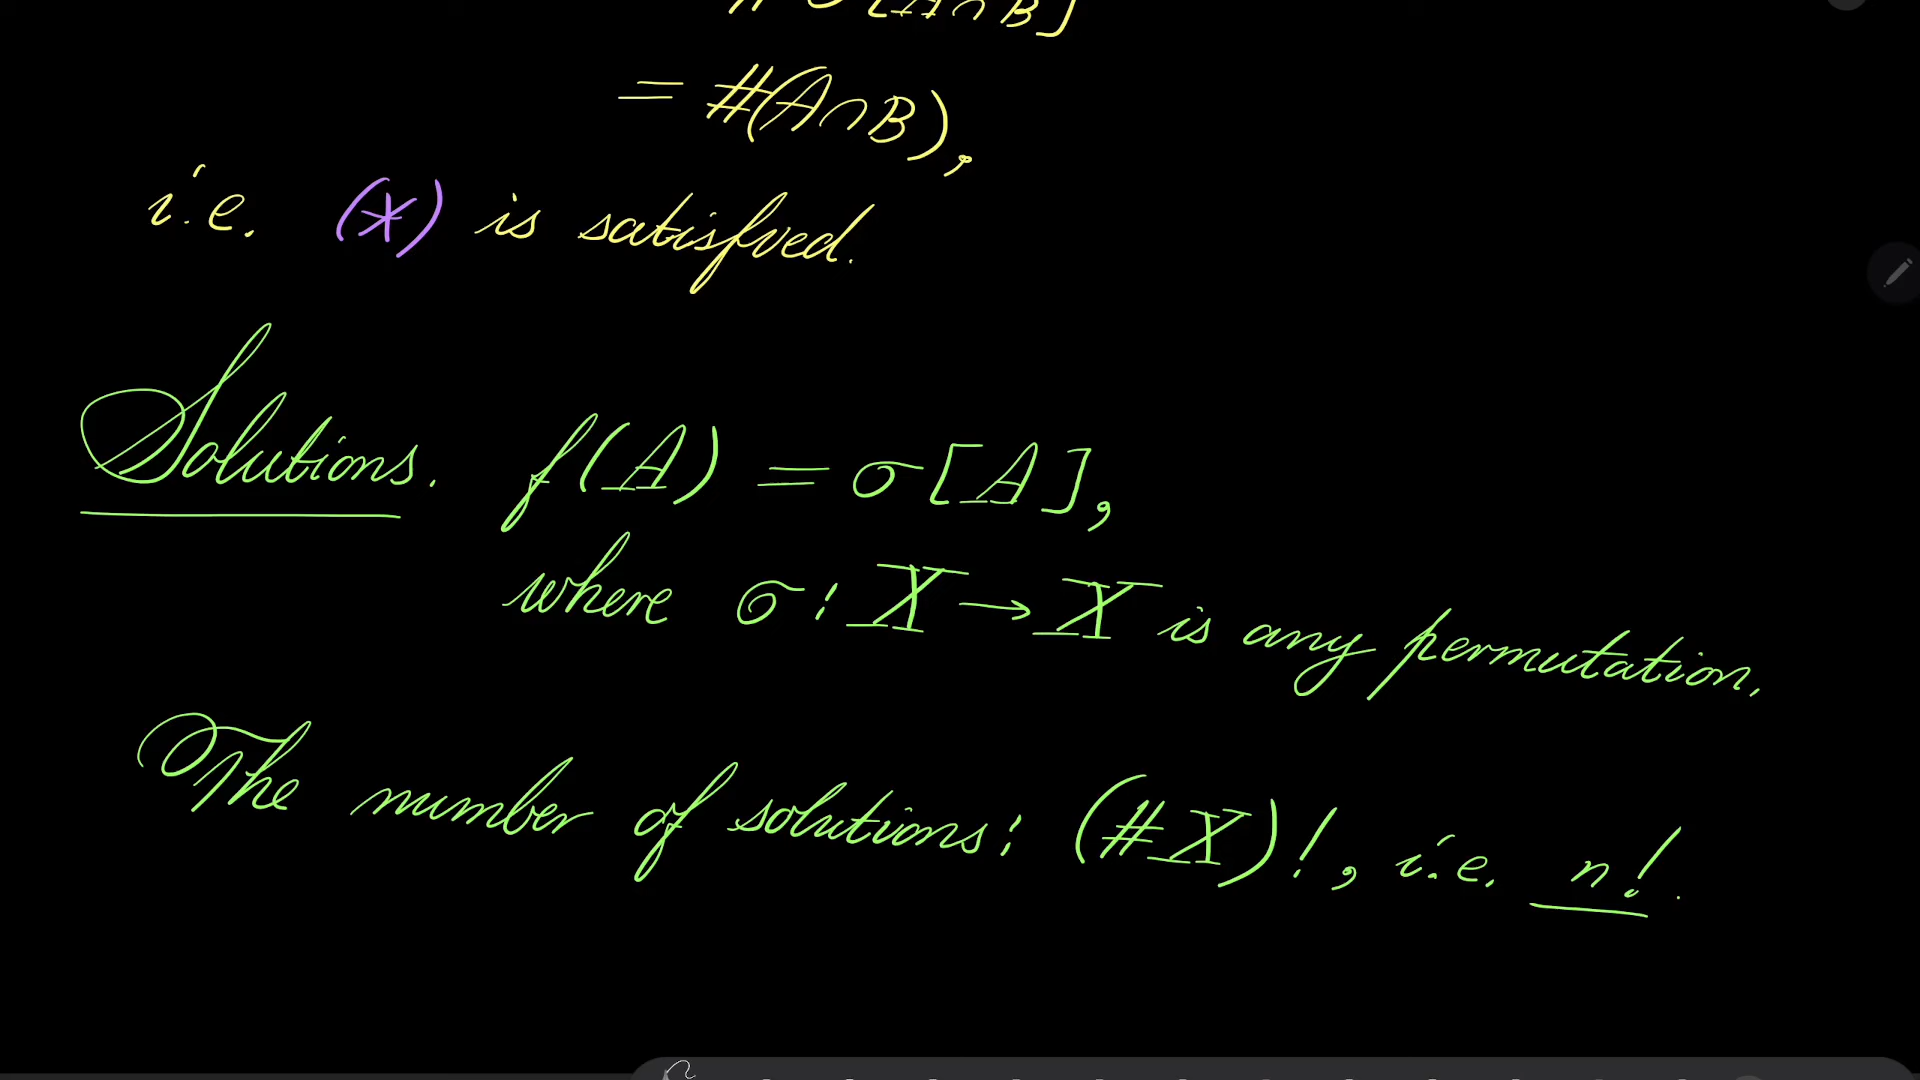 # σ[A∩B]
= #(A∩B),
i.e. (*) is satisfied.
Solutions. f(A) = σ[A],
where σ: X → X is any permutation.
The number of solutions: (#X)!, i.e. n!.